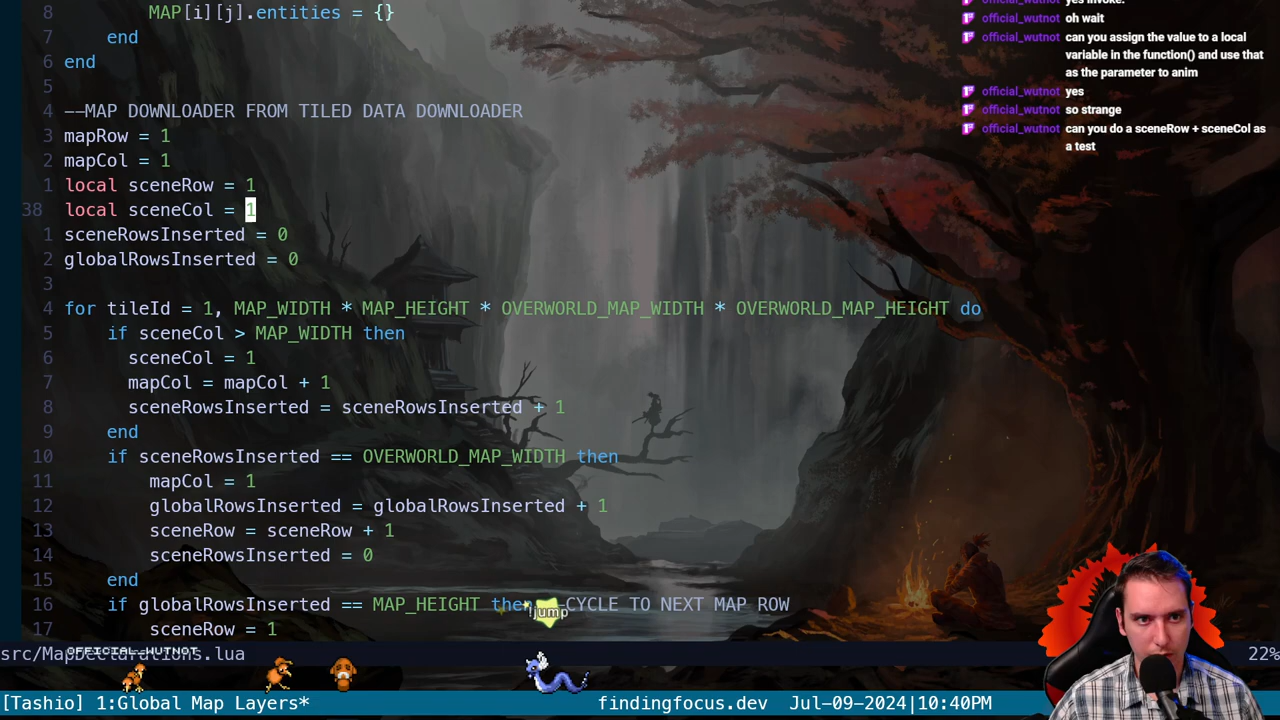 8         MAP[i][j].entities = {}
7     end
6 end
5
4 --MAP DOWNLOADER FROM TILED DATA DOWNLOADER
3 mapRow = 1
2 mapCol = 1
1 local sceneRow = 1
38 local sceneCol = 1
1 sceneRowsInserted = 0
2 globalRowsInserted = 0
3
4 for tileId = 1, MAP_WIDTH * MAP_HEIGHT * OVERWORLD_MAP_WIDTH * OVERWORLD_MAP_HEIGHT do
5     if sceneCol > MAP_WIDTH then
6       sceneCol = 1
7       mapCol = mapCol + 1
8       sceneRowsInserted = sceneRowsInserted + 1
9     end
10     if sceneRowsInserted == OVERWORLD_MAP_WIDTH then
11         mapCol = 1
12         globalRowsInserted = globalRowsInserted + 1
13         sceneRow = sceneRow + 1
14         sceneRowsInserted = 0
15     end
16     if globalRowsInserted == MAP_HEIGHT then CYCLE TO NEXT MAP ROW
17         sceneRow = 1
!jump
OFFICIAL_WUTNOT
src/MapDeclarations.lua 22%
[Tashio] 1:Global Map Layers* findingfocus.dev Jul-09-2024|10:40PM
official_wutnot yes invoke.
official_wutnot oh wait
official_wutnot can you assign the value to a local
variable in the function() and use that
as the parameter to anim
official_wutnot yes
official_wutnot so strange
official_wutnot can you do a sceneRow + sceneCol as
a test